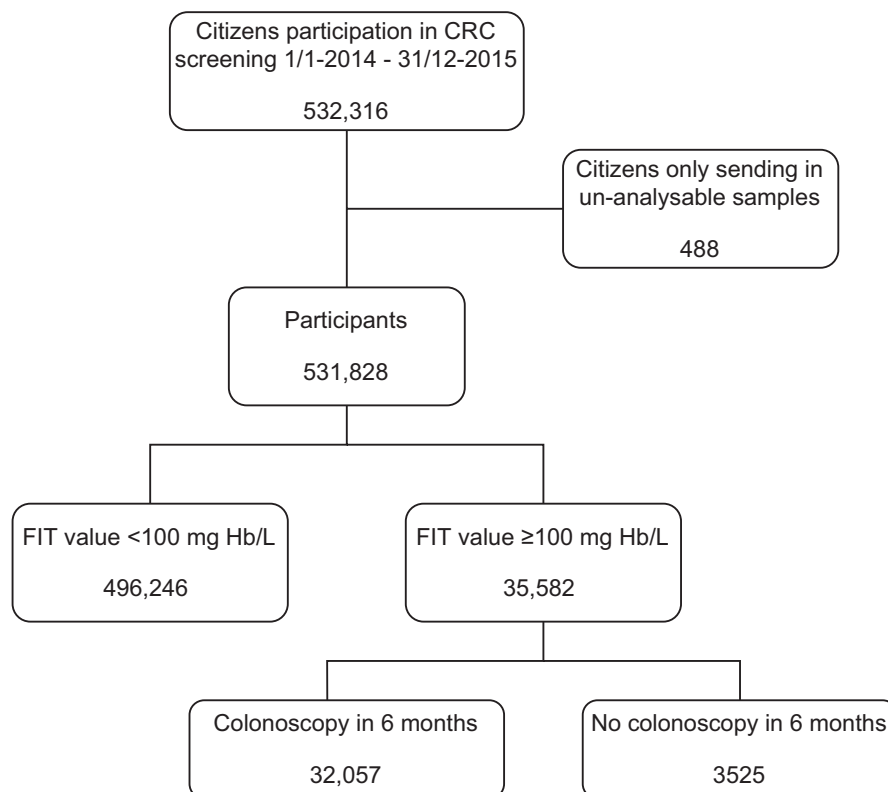 Citizens participation in CRC
screening 1/1-2014 - 31/12-2015
532,316
Citizens only sending in
un-analysable samples
488
Participants
531,828
FIT value <100 mg Hb/L
496,246
FIT value ≥100 mg Hb/L
35,582
Colonoscopy in 6 months
32,057
No colonoscopy in 6 months
3525